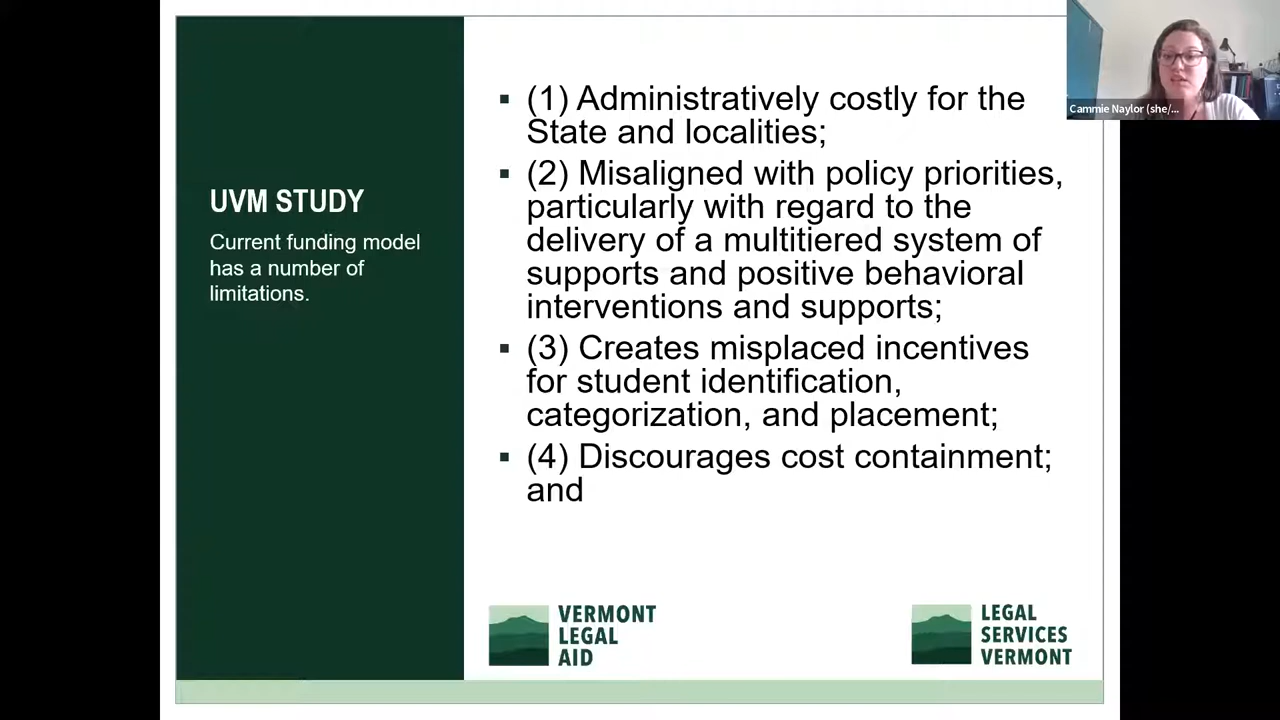 UVM STUDY
Current funding model
has a number of
limitations.
▪ (1) Administratively costly for the
State and localities;
▪ (2) Misaligned with policy priorities,
particularly with regard to the
delivery of a multitiered system of
supports and positive behavioral
interventions and supports;
▪ (3) Creates misplaced incentives
for student identification,
categorization, and placement;
▪ (4) Discourages cost containment;
and
VERMONT
LEGAL
AID
LEGAL
SERVICES
VERMONT
Cammie Naylor (she/...